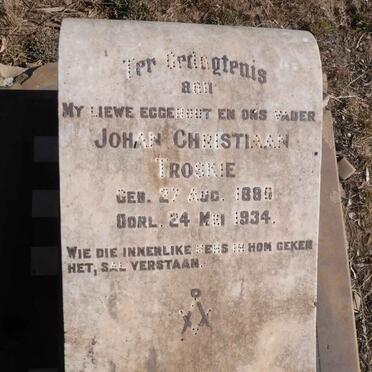 Ter Gedagtenis
aan
My liewe eggenoot en ons vader
Johan Christiaan
Troskie
Geb. 27 Aug. 1880
Oorl. 24 Mei 1934.
Wie die innerlike mens in hom geken
het, sal verstaan.